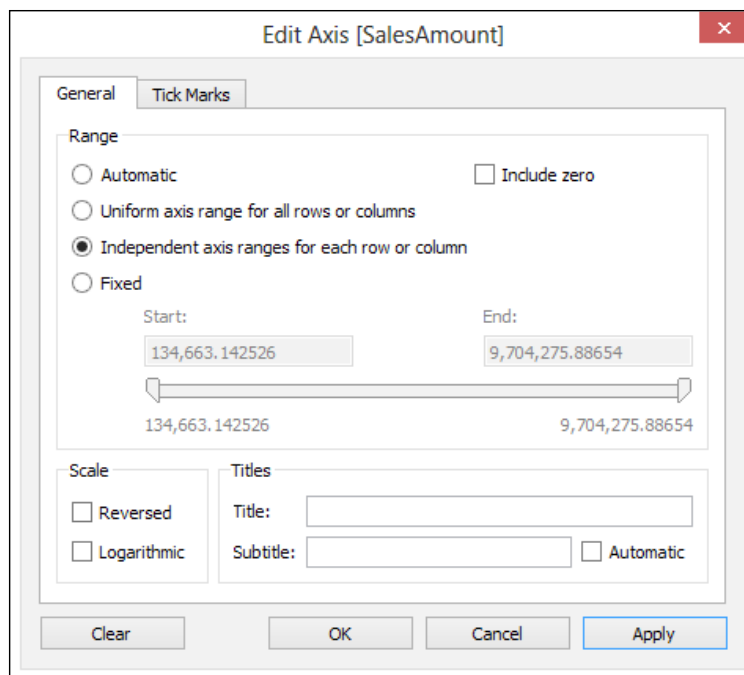 Edit Axis [SalesAmount]
General
Tick Marks
Range
Automatic
Include zero
Uniform axis range for all rows or columns
Independent axis ranges for each row or column
Fixed
Start:
End:
134,663.142526
9,704,275.88654
134,663.142526
9,704,275.88654
Scale
Titles
Reversed
Title:
Logarithmic
Subtitle:
Automatic
Clear
OK
Cancel
Apply